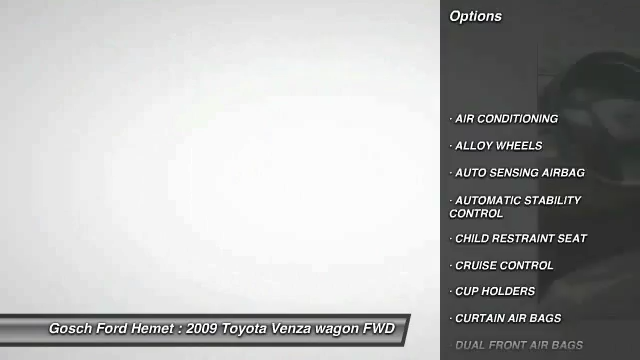 Options
· AIR CONDITIONING
· ALLOY WHEELS
· AUTO SENSING AIRBAG
· AUTOMATIC STABILITY
CONTROL
· CHILD RESTRAINT SEAT
· CRUISE CONTROL
· CUP HOLDERS
· CURTAIN AIR BAGS
· DUAL FRONT AIR BAGS
Gosch Ford Hemet : 2009 Toyota Venza wagon FWD